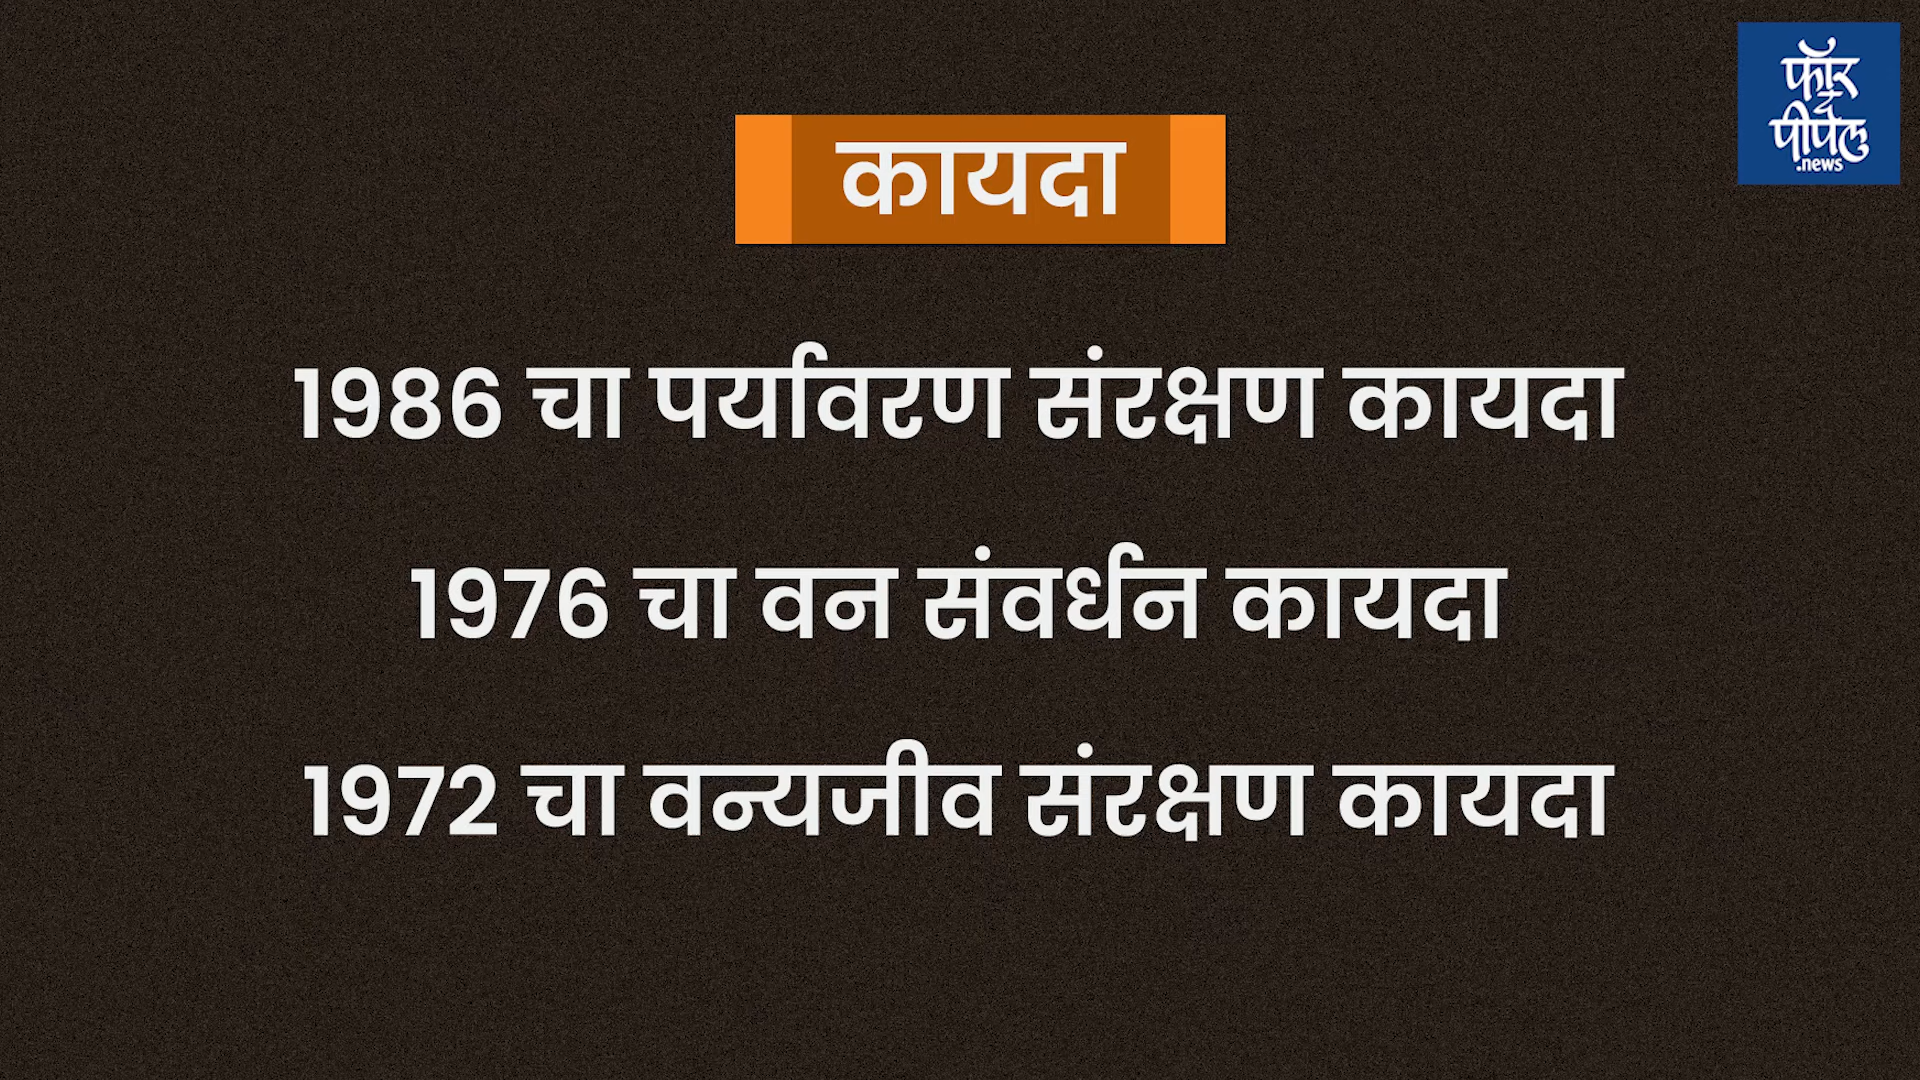 फॉर
पीपल
.news
कायदा
1986 चा पर्यावरण संरक्षण कायदा
1976 चा वन संवर्धन कायदा
1972 चा वन्यजीव संरक्षण कायदा